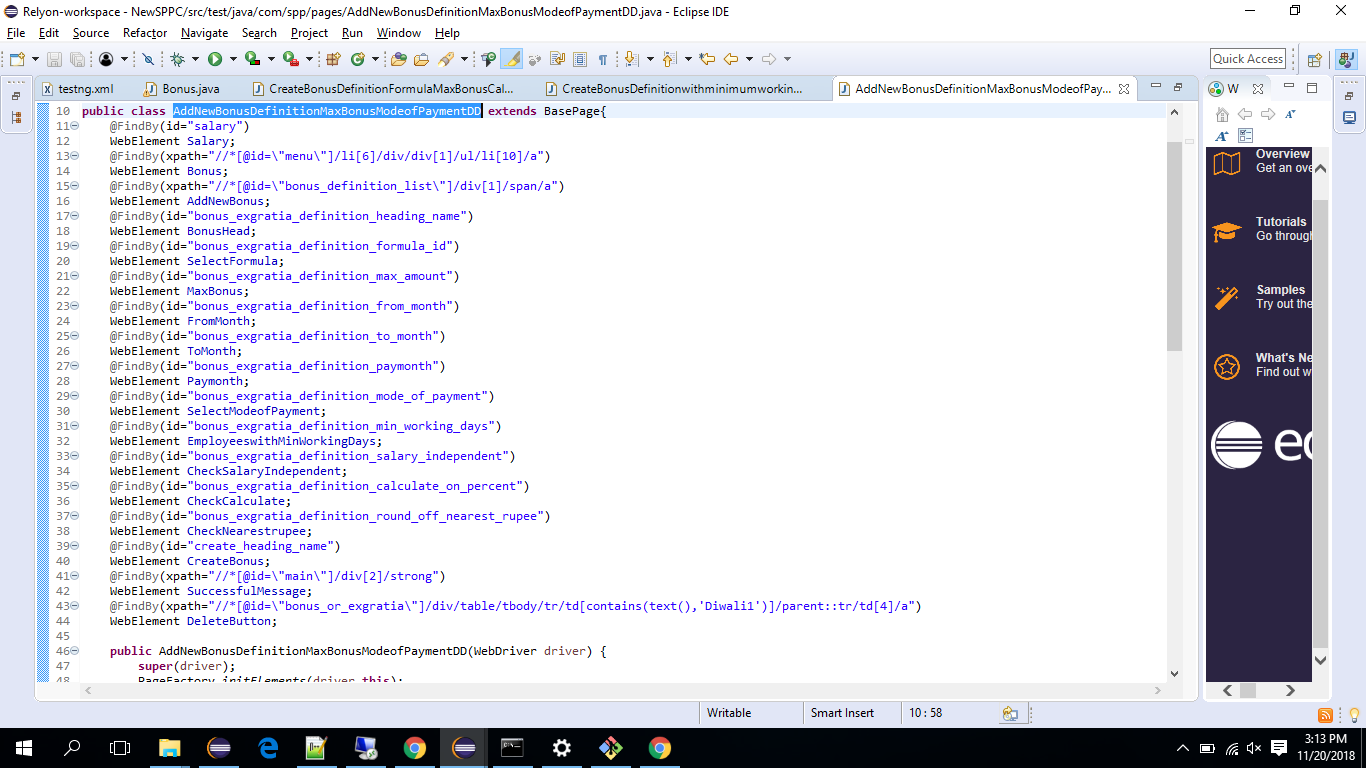 Relyon-workspace - NewSPPC/src/test/java/com/spp/pages/AddNewBonusDefinitionMaxBonusModeofPaymentDD.java - Eclipse IDE
File Edit Source Refactor Navigate Search Project Run Window Help
Quick Access
testng.xml Bonus.java CreateBonusDefinitionFormulaMaxBonusCal... CreateBonusDefinitionwithminimumworkin... AddNewBonusDefinitionMaxBonusModeofPay... W
10 public class AddNewBonusDefinitionMaxBonusModeofPaymentDD extends BasePage{
11 @FindBy(id="salary")
12 WebElement Salary;
13 @FindBy(xpath="//*[@id=\"menu\"]/li[6]/div/div[1]/ul/li[10]/a")
14 WebElement Bonus;
15 @FindBy(xpath="//*[@id=\"bonus_definition_list\"]/div[1]/span/a")
16 WebElement AddNewBonus;
17 @FindBy(id="bonus_exgratia_definition_heading_name")
18 WebElement BonusHead;
19 @FindBy(id="bonus_exgratia_definition_formula_id")
20 WebElement SelectFormula;
21 @FindBy(id="bonus_exgratia_definition_max_amount")
22 WebElement MaxBonus;
23 @FindBy(id="bonus_exgratia_definition_from_month")
24 WebElement FromMonth;
25 @FindBy(id="bonus_exgratia_definition_to_month")
26 WebElement ToMonth;
27 @FindBy(id="bonus_exgratia_definition_paymonth")
28 WebElement Paymonth;
29 @FindBy(id="bonus_exgratia_definition_mode_of_payment")
30 WebElement SelectModeofPayment;
31 @FindBy(id="bonus_exgratia_definition_min_working_days")
32 WebElement EmployeeswithMinWorkingDays;
33 @FindBy(id="bonus_exgratia_definition_salary_independent")
34 WebElement CheckSalaryIndependent;
35 @FindBy(id="bonus_exgratia_definition_calculate_on_percent")
36 WebElement CheckCalculate;
37 @FindBy(id="bonus_exgratia_definition_round_off_nearest_rupee")
38 WebElement CheckNearestrupee;
39 @FindBy(id="create_heading_name")
40 WebElement CreateBonus;
41 @FindBy(xpath="//*[@id=\"main\"]/div[2]/strong")
42 WebElement SuccessfulMessage;
43 @FindBy(xpath="//*[@id=\"bonus_or_exgratia\"]/div/table/tbody/tr/td[contains(text(),'Diwali1')]/parent::tr/td[4]/a")
44 WebElement DeleteButton;
45
46 public AddNewBonusDefinitionMaxBonusModeofPaymentDD(WebDriver driver) {
47 super(driver);
48 PageFactory.initElements(driver,this);
Overview
Get an ove
Tutorials
Go through
Samples
Try out the
What's Ne
Find out w
ec
Writable Smart Insert 10 : 58
3:13 PM
11/20/2018